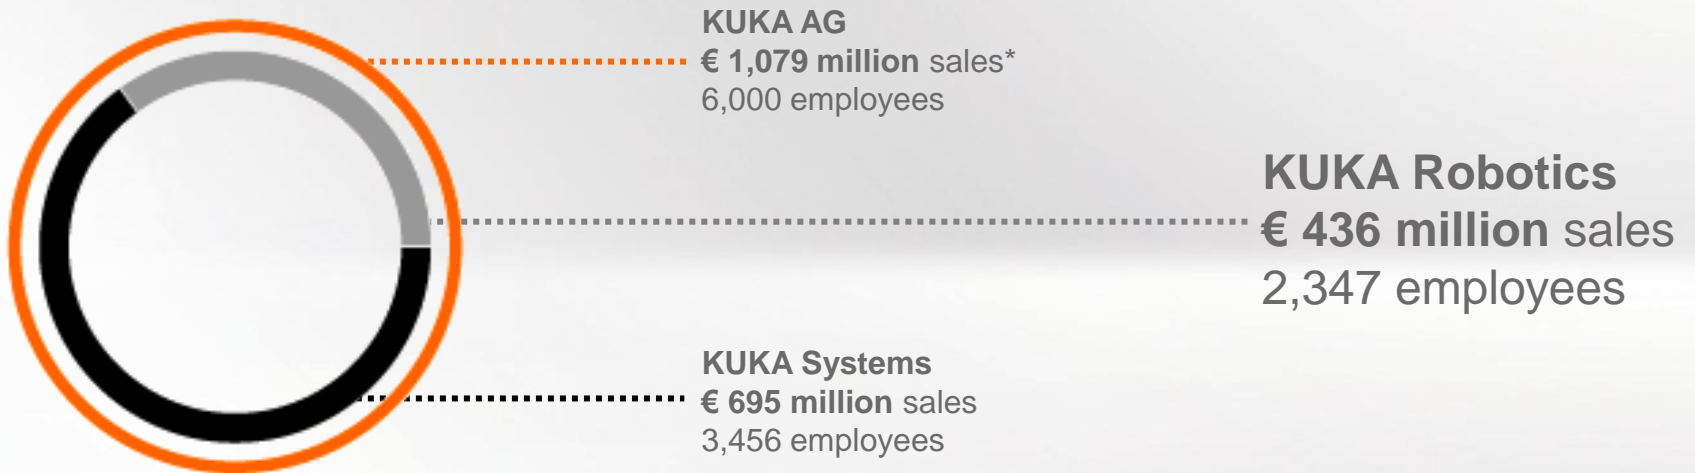 KUKA AG
€ 1,079 million sales*
6,000 employees
KUKA Robotics
€ 436 million sales
2,347 employees
KUKA Systems
€ 695 million sales
3,456 employees